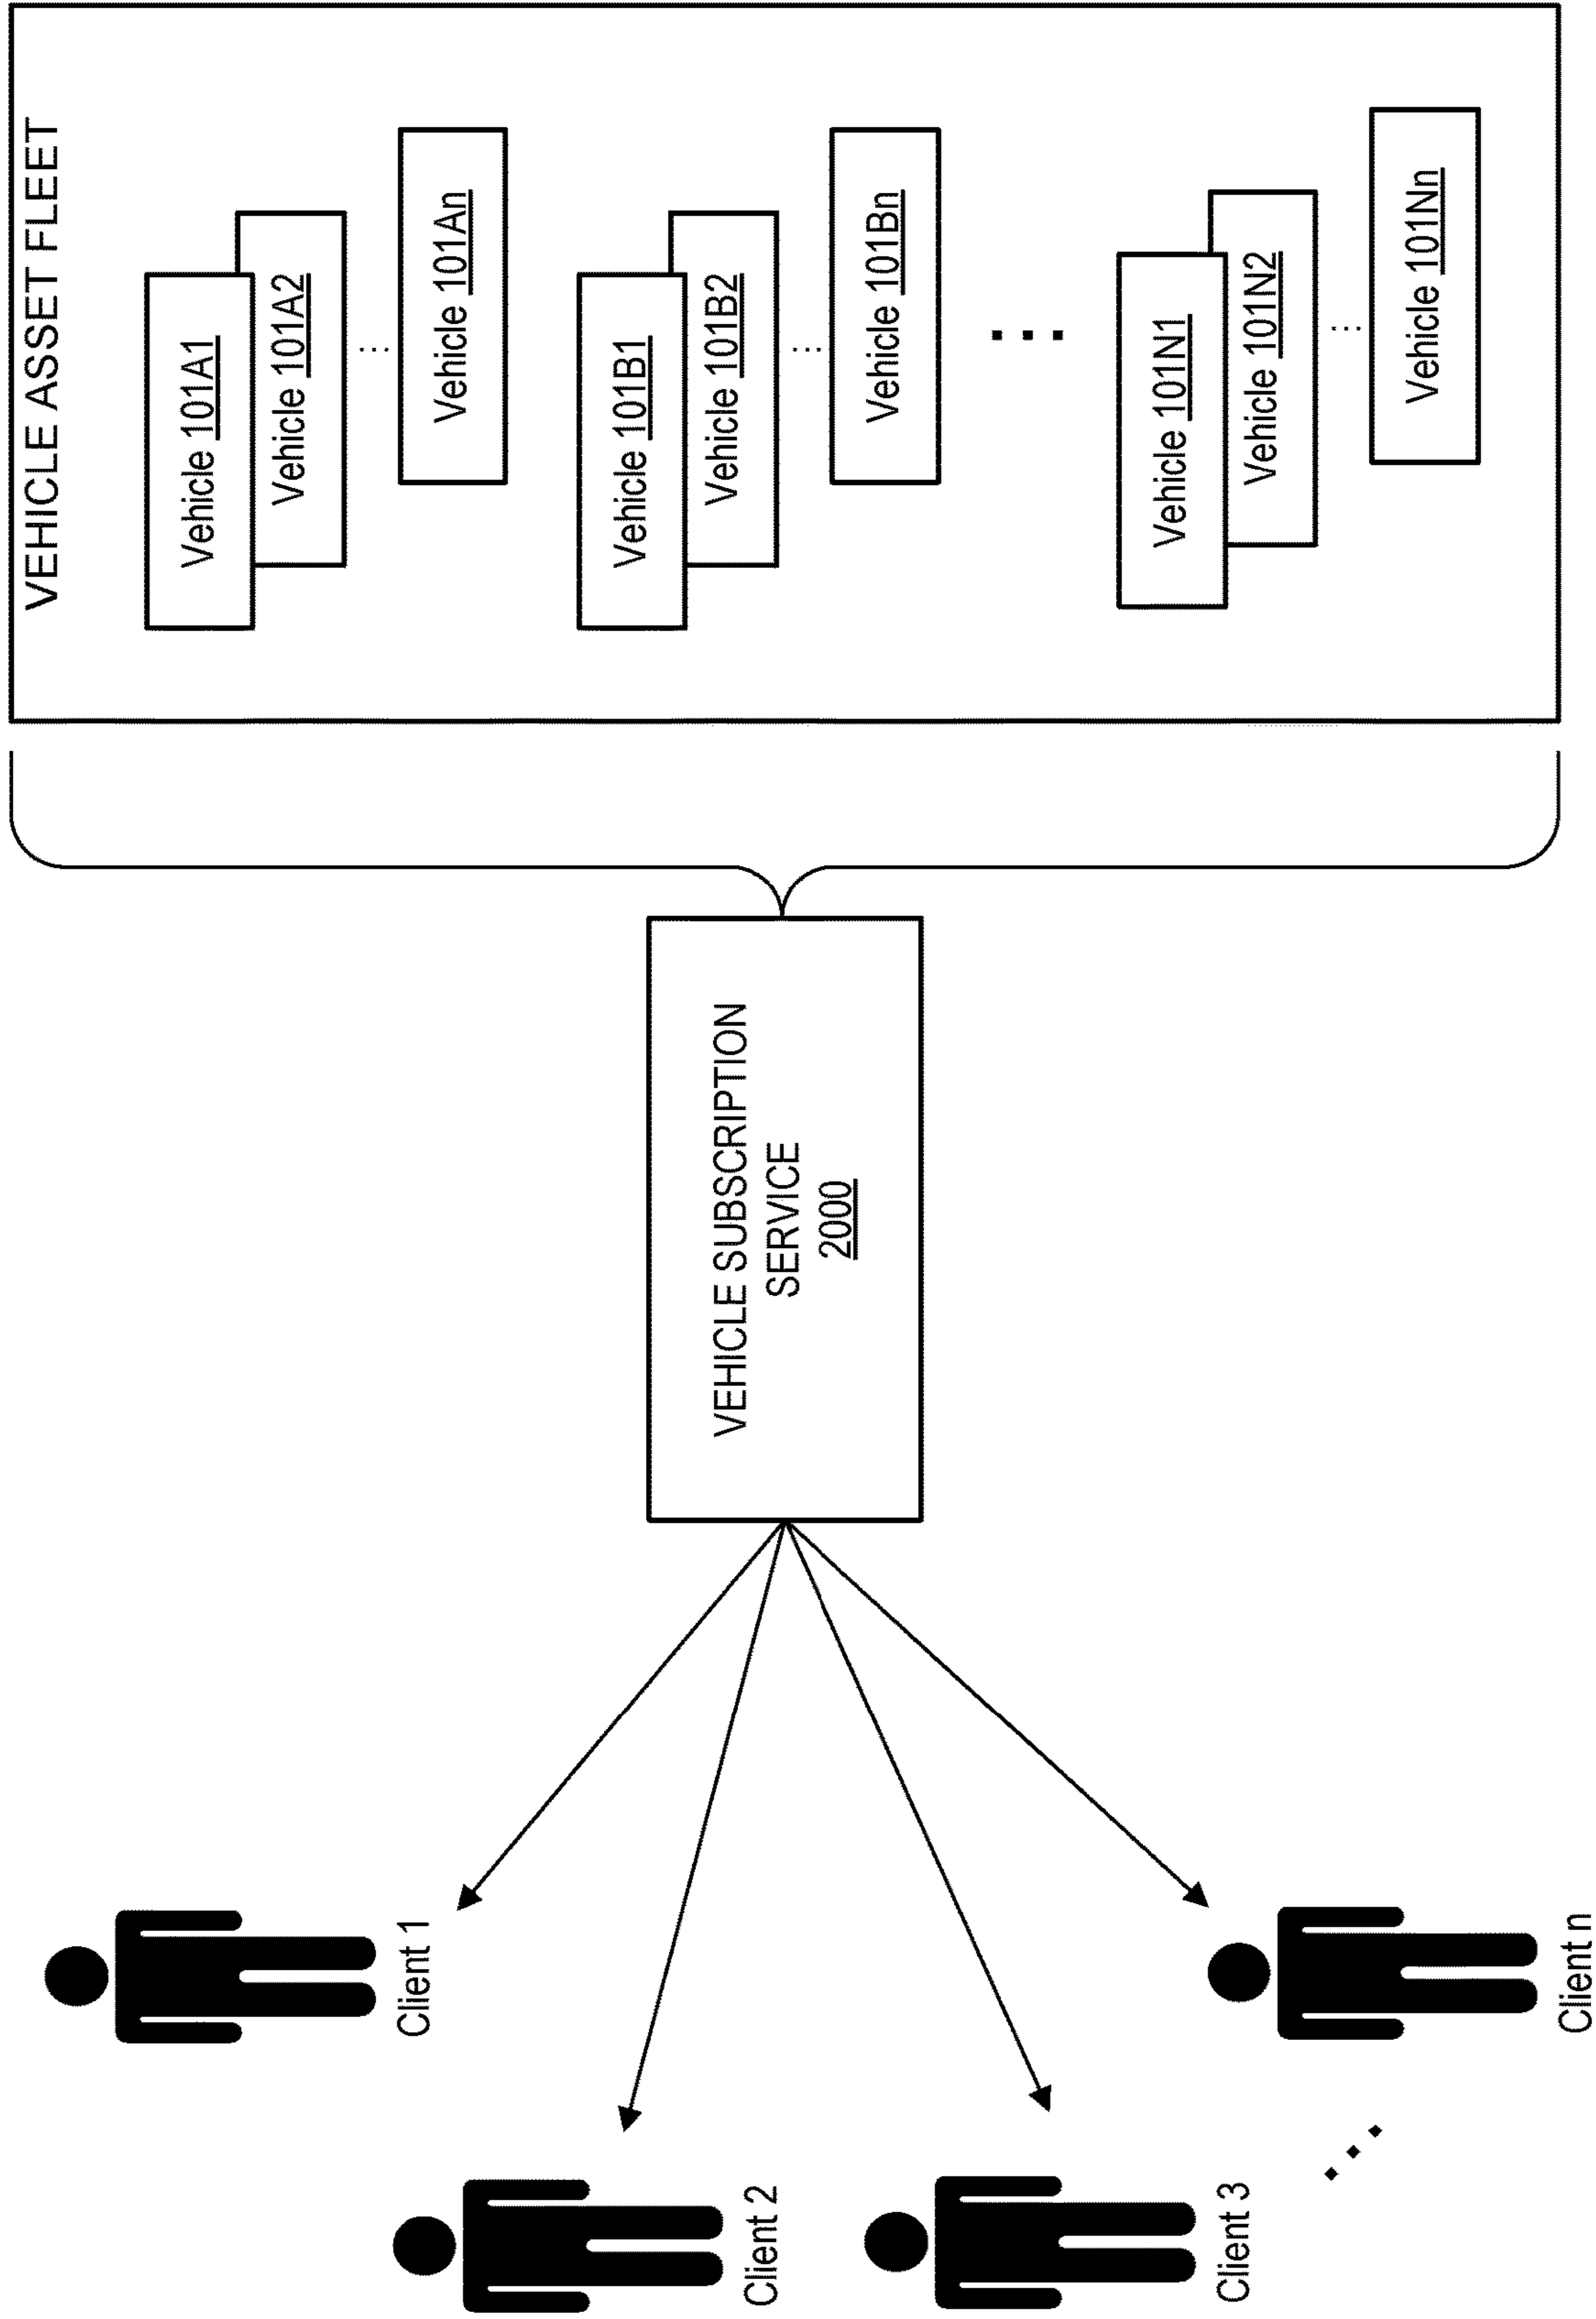 VEHICLE ASSET FLEET
Vehicle 101A1
Vehicle 101A2
...
Vehicle 101An
Vehicle 101B1
Vehicle 101B2
...
Vehicle 101Bn
...
Vehicle 101N1
Vehicle 101N2
...
Vehicle 101Nn
VEHICLE SUBSCRIPTION
SERVICE
2000
Client 1
Client 2
Client 3
...
Client n